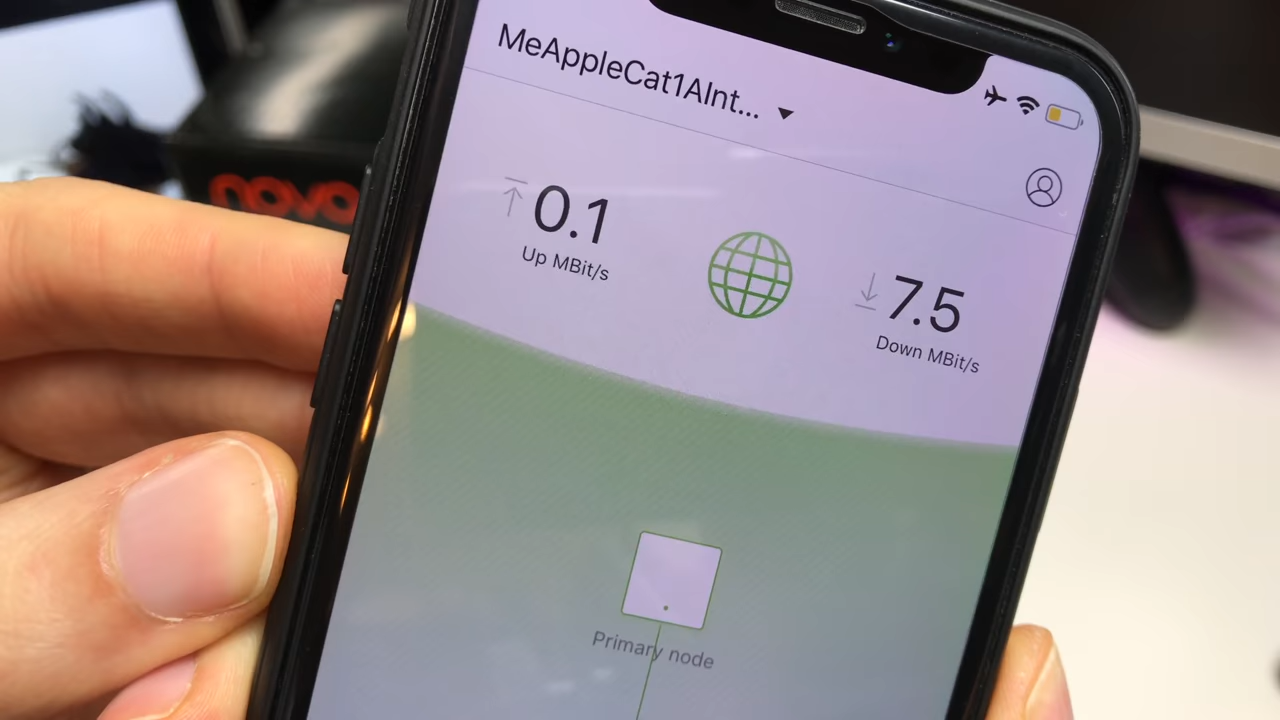 MeAppleCat1AInt...
0.1
Up MBit/s
7.5
Down MBit/s
novo
Primary node